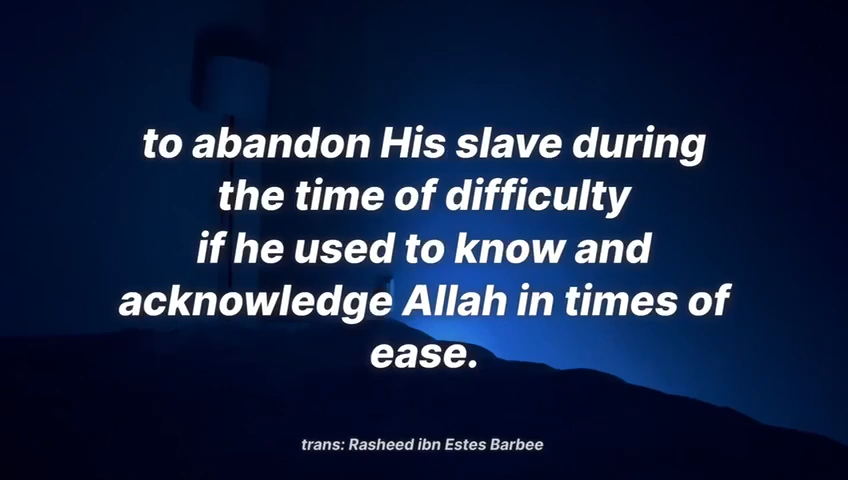 to abandon His slave during
the time of difficulty
if he used to know and
acknowledge Allah in times of
ease.
trans: Rasheed ibn Estes Barbee